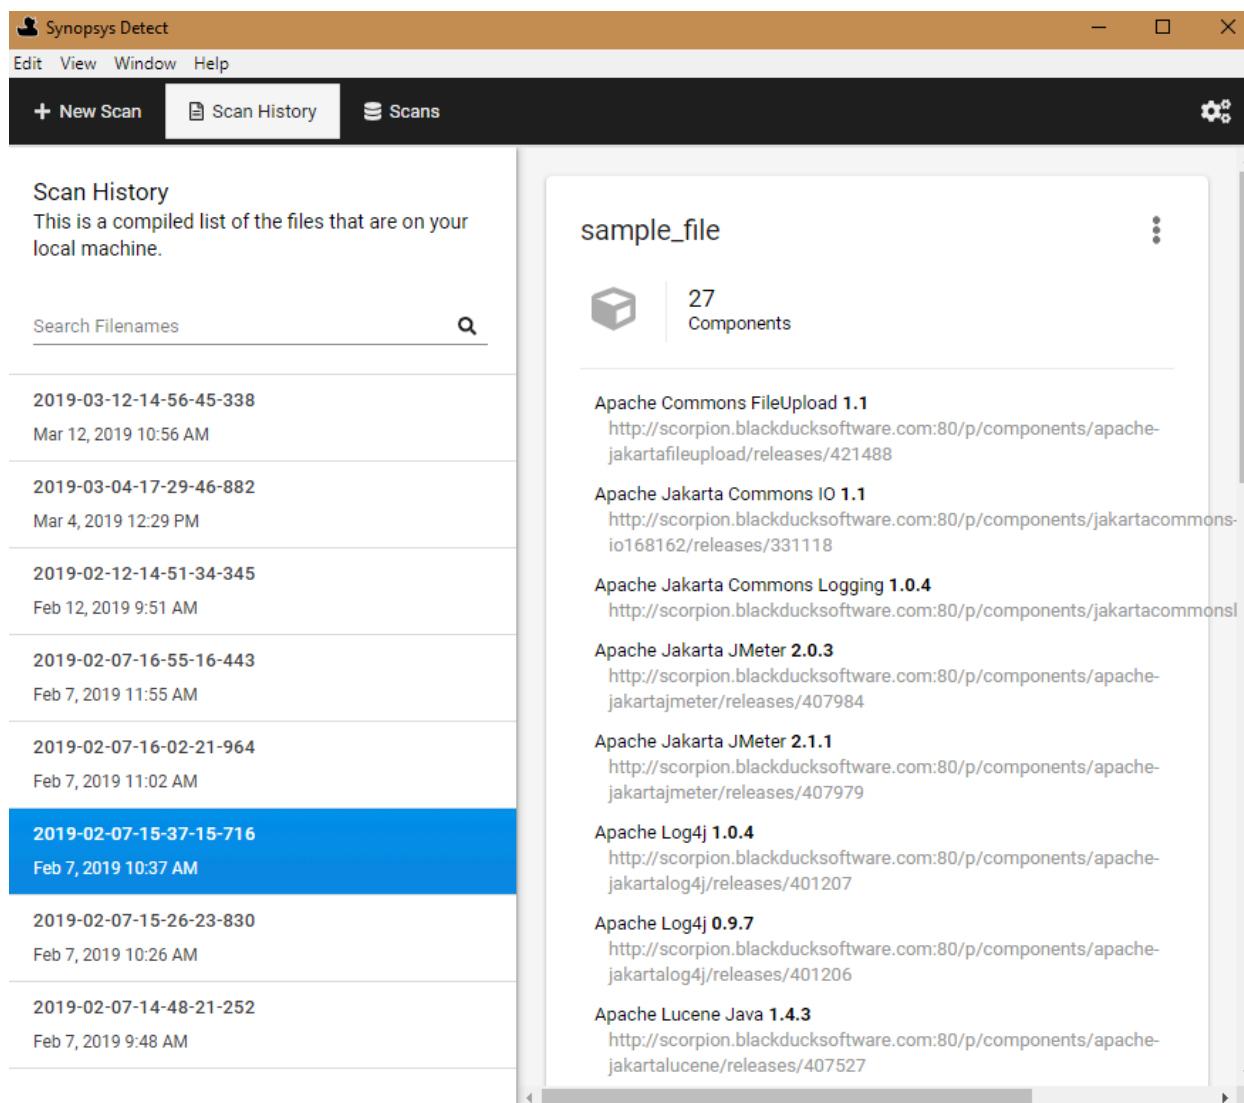 Synopsys Detect
Edit View Window Help
New Scan Scan History Scans
Scan History
This is a compiled list of the files that are on your
local machine.
Search Filenames
2019-03-12-14-56-45-338
Mar 12, 2019 10:56 AM
2019-03-04-17-29-46-882
Mar 4, 2019 12:29 PM
2019-02-12-14-51-34-345
Feb 12, 2019 9:51 AM
2019-02-07-16-55-16-443
Feb 7, 2019 11:55 AM
2019-02-07-16-02-21-964
Feb 7, 2019 11:02 AM
2019-02-07-15-37-15-716
Feb 7, 2019 10:37 AM
2019-02-07-15-26-23-830
Feb 7, 2019 10:26 AM
2019-02-07-14-48-21-252
Feb 7, 2019 9:48 AM
sample_file
27
Components
Apache Commons FileUpload 1.1
http://scorpion.blackducksoftware.com:80/p/components/apache-
jakartafileupload/releases/421488
Apache Jakarta Commons IO 1.1
http://scorpion.blackducksoftware.com:80/p/components/jakartacommons-
io168162/releases/331118
Apache Jakarta Commons Logging 1.0.4
http://scorpion.blackducksoftware.com:80/p/components/jakartacommonsl
Apache Jakarta JMeter 2.0.3
http://scorpion.blackducksoftware.com:80/p/components/apache-
jakartajmeter/releases/407984
Apache Jakarta JMeter 2.1.1
http://scorpion.blackducksoftware.com:80/p/components/apache-
jakartajmeter/releases/407979
Apache Log4j 1.0.4
http://scorpion.blackducksoftware.com:80/p/components/apache-
jakartalog4j/releases/401207
Apache Log4j 0.9.7
http://scorpion.blackducksoftware.com:80/p/components/apache-
jakartalog4j/releases/401206
Apache Lucene Java 1.4.3
http://scorpion.blackducksoftware.com:80/p/components/apache-
jakartalucene/releases/407527